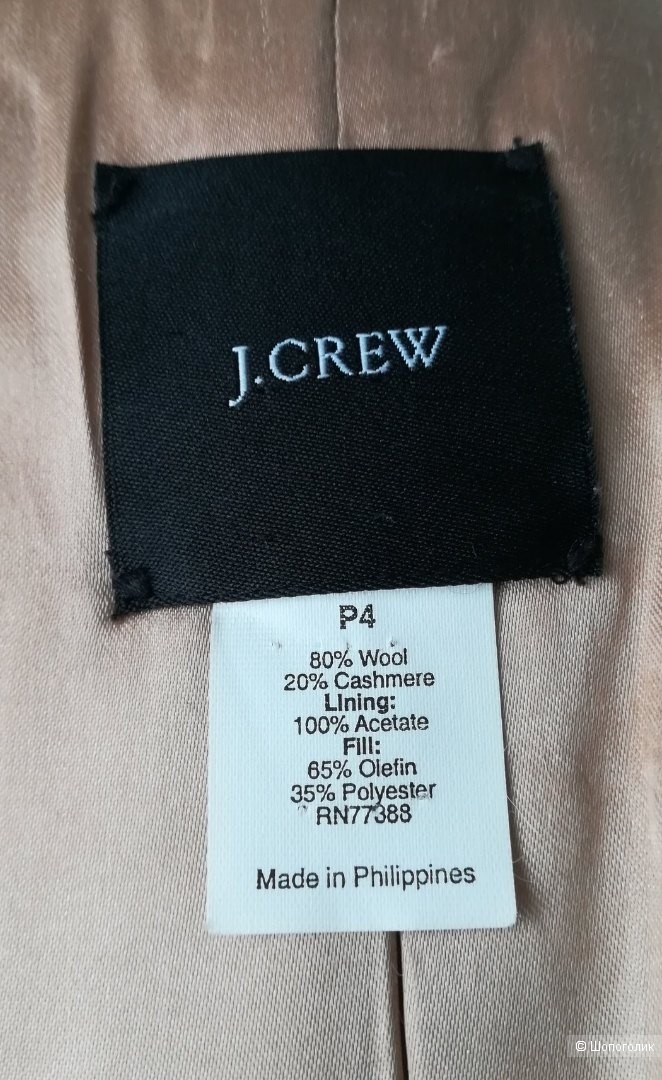 J.CREW
P4
80% Wool
20% Cashmere
Lining:
100% Acetate
Fill:
65% Olefin
35% Polyester
RN77388
Made in Philippines
© Шопоголик